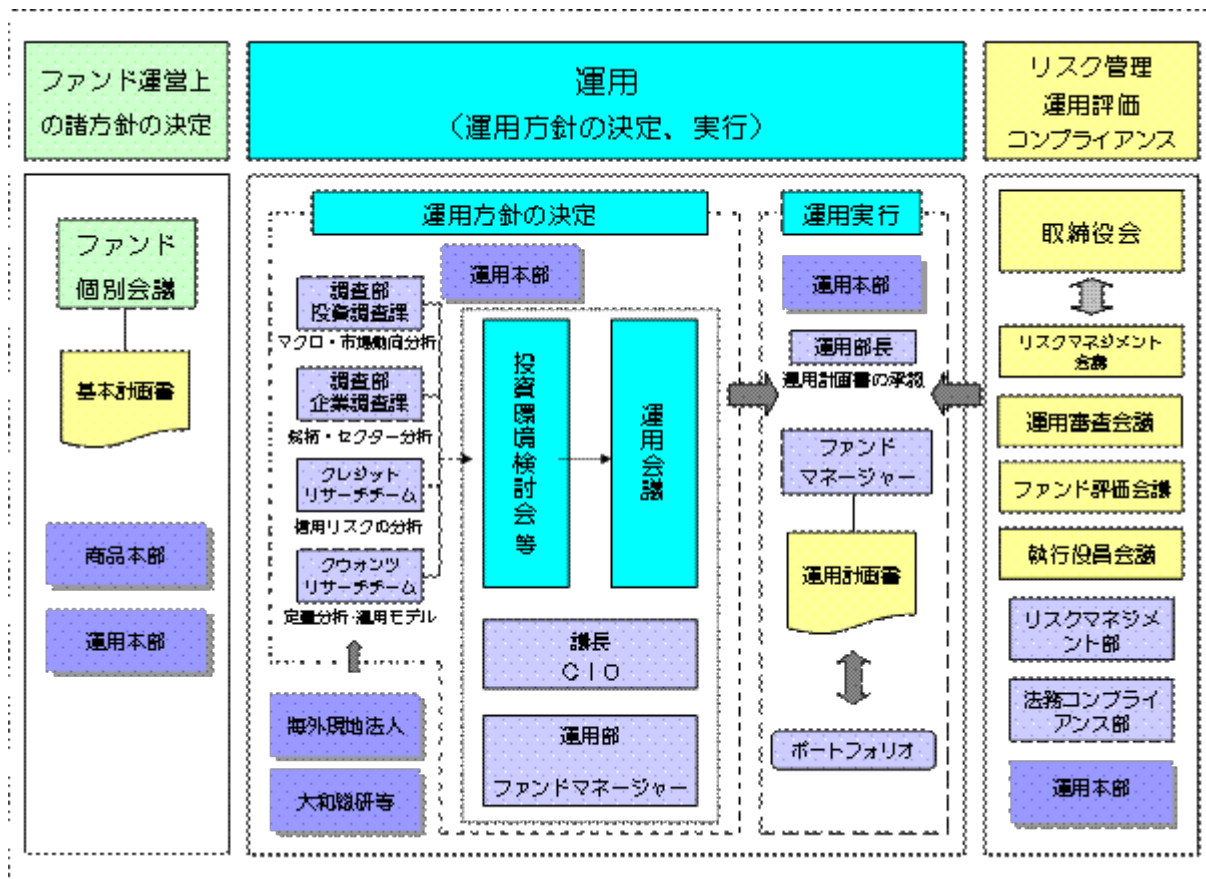 ファンド運営上
の諸方針の決定
運用
（運用方針の決定、実行）
リスク管理
運用評価
コンプライアンス
ファンド
個別会議
基本計画書
商品本部
運用本部
運用方針の決定
運用本部
調査部
投資調査課
マクロ・市場動向分析
調査部
企業調査課
銘柄・セクター分析
クレジット
リサーチチーム
信用リスクの分析
クウォンツ
リサーチチーム
定量分析・運用モデル
海外現地法人
大和総研等
投資環境検討会等
運用会議
議長
ＣＩＯ
運用部
ファンドマネージャー
運用実行
運用本部
運用部長
運用計画書の承認
ファンド
マネージャー
運用計画書
ポートフォリオ
取締役会
リスクマネジメント
会議
運用審査会議
ファンド評価会議
執行役員会議
リスクマネジメ
ント部
法務コンプライ
アンス部
運用本部